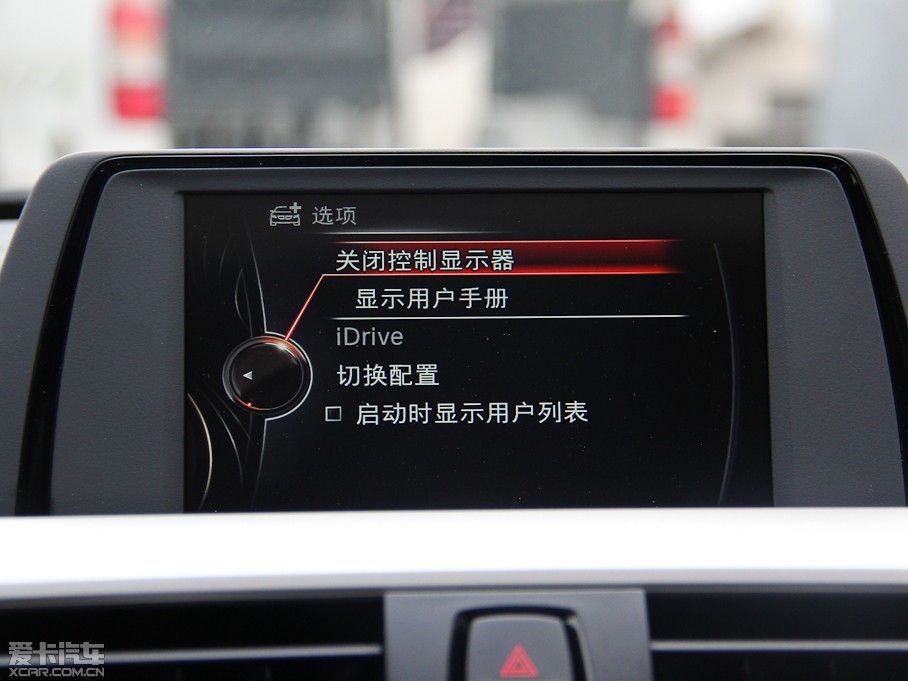 选项
关闭控制显示器
显示用户手册
iDrive
切换配置
启动时显示用户列表
爱卡汽车
XCAR.COM.CN